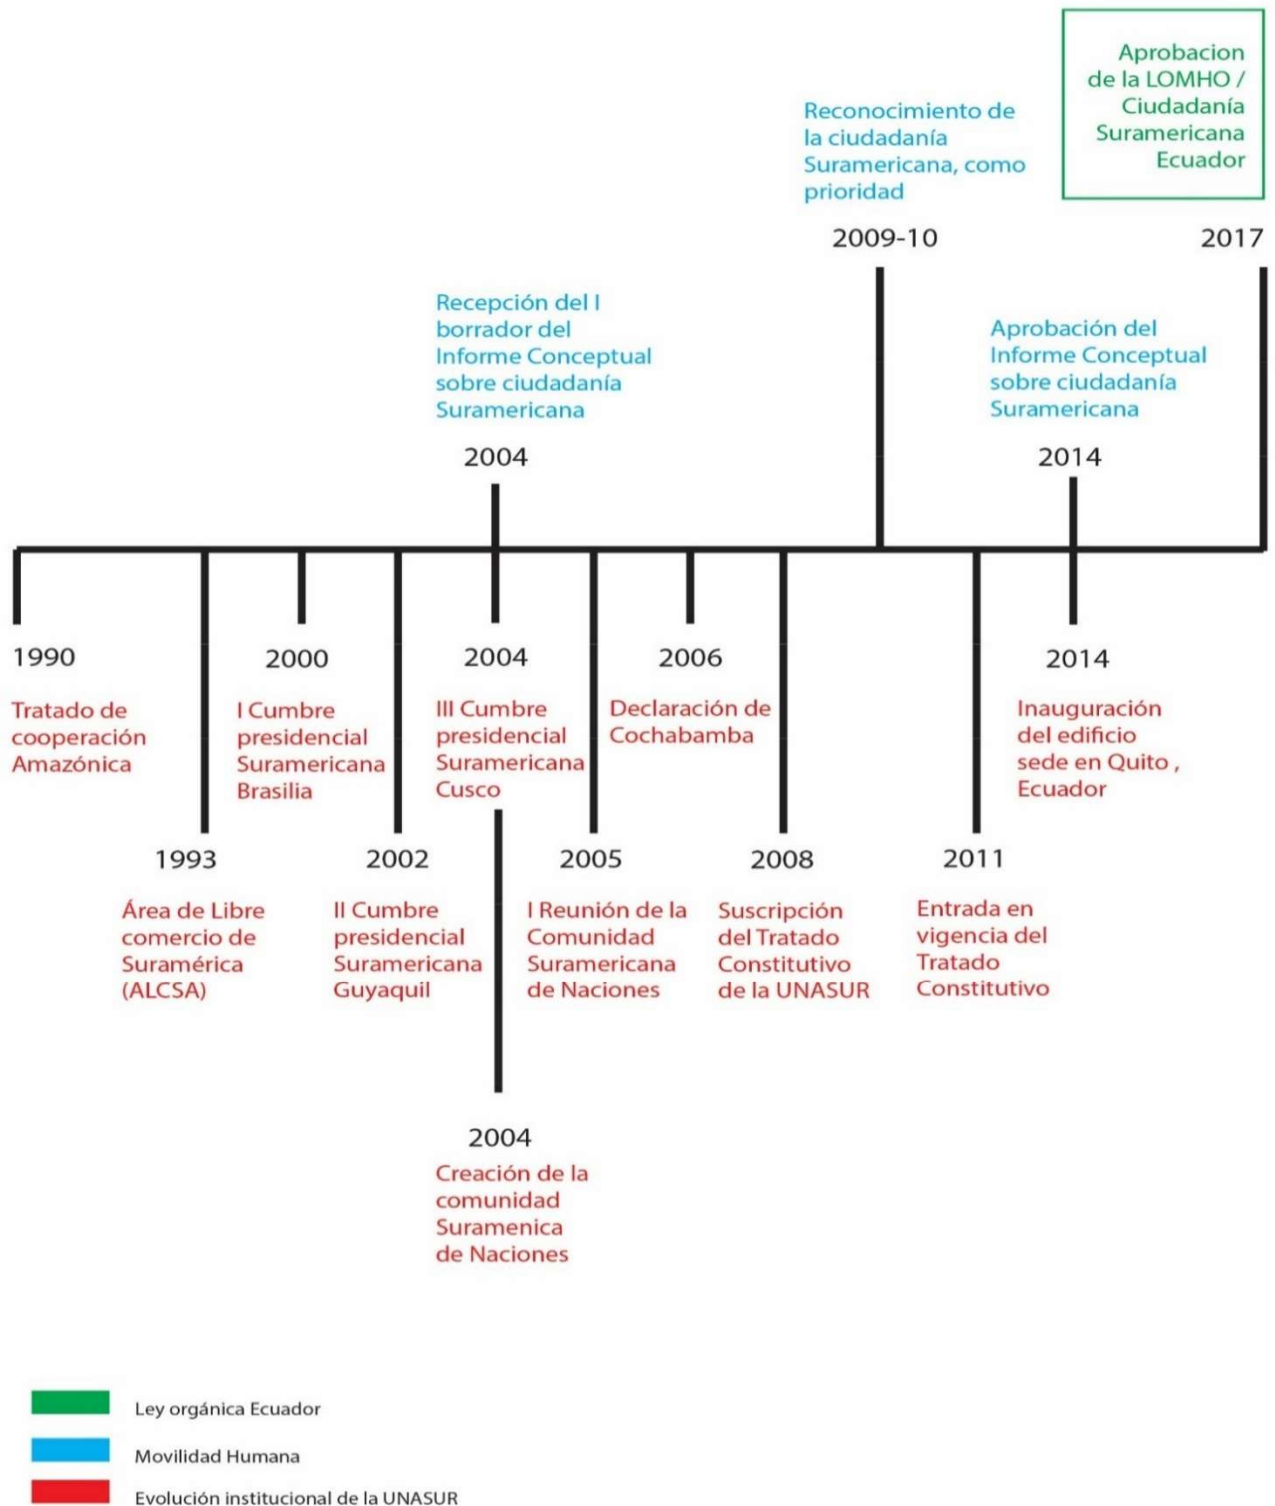 Aprobacion
de la LOMHO /
Ciudadanía
Suramericana
Ecuador
2017
Reconocimiento de
la ciudadanía
Suramericana, como
prioridad
2009-10
Recepción del I
borrador del
Informe Conceptual
sobre ciudadanía
Suramericana
2004
Aprobación del
Informe Conceptual
sobre ciudadanía
Suramericana
2014
1990
Tratado de
cooperación
Amazónica
2000
I Cumbre
presidencial
Suramericana
Brasilia
2004
III Cumbre
presidencial
Suramericana
Cusco
2006
Declaración de
Cochabamba
2014
Inauguración
del edificio
sede en Quito ,
Ecuador
1993
Área de Libre
comercio de
Suramérica
(ALCSA)
2002
II Cumbre
presidencial
Suramericana
Guyaquil
2005
I Reunión de la
Comunidad
Suramericana
de Naciones
2008
Suscripción
del Tratado
Constitutivo
de la UNASUR
2011
Entrada en
vigencia del
Tratado
Constitutivo
2004
Creación de la
comunidad
Suramenica
de Naciones
Ley orgánica Ecuador
Movilidad Humana
Evolución institucional de la UNASUR